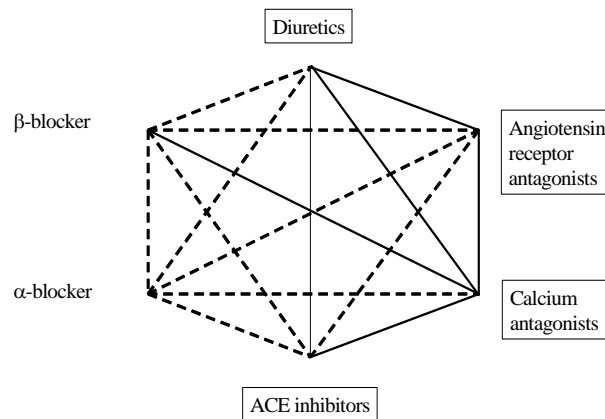 Diuretics
β-blocker
Angiotensin
receptor
antagonists
α-blocker
Calcium
antagonists
ACE inhibitors